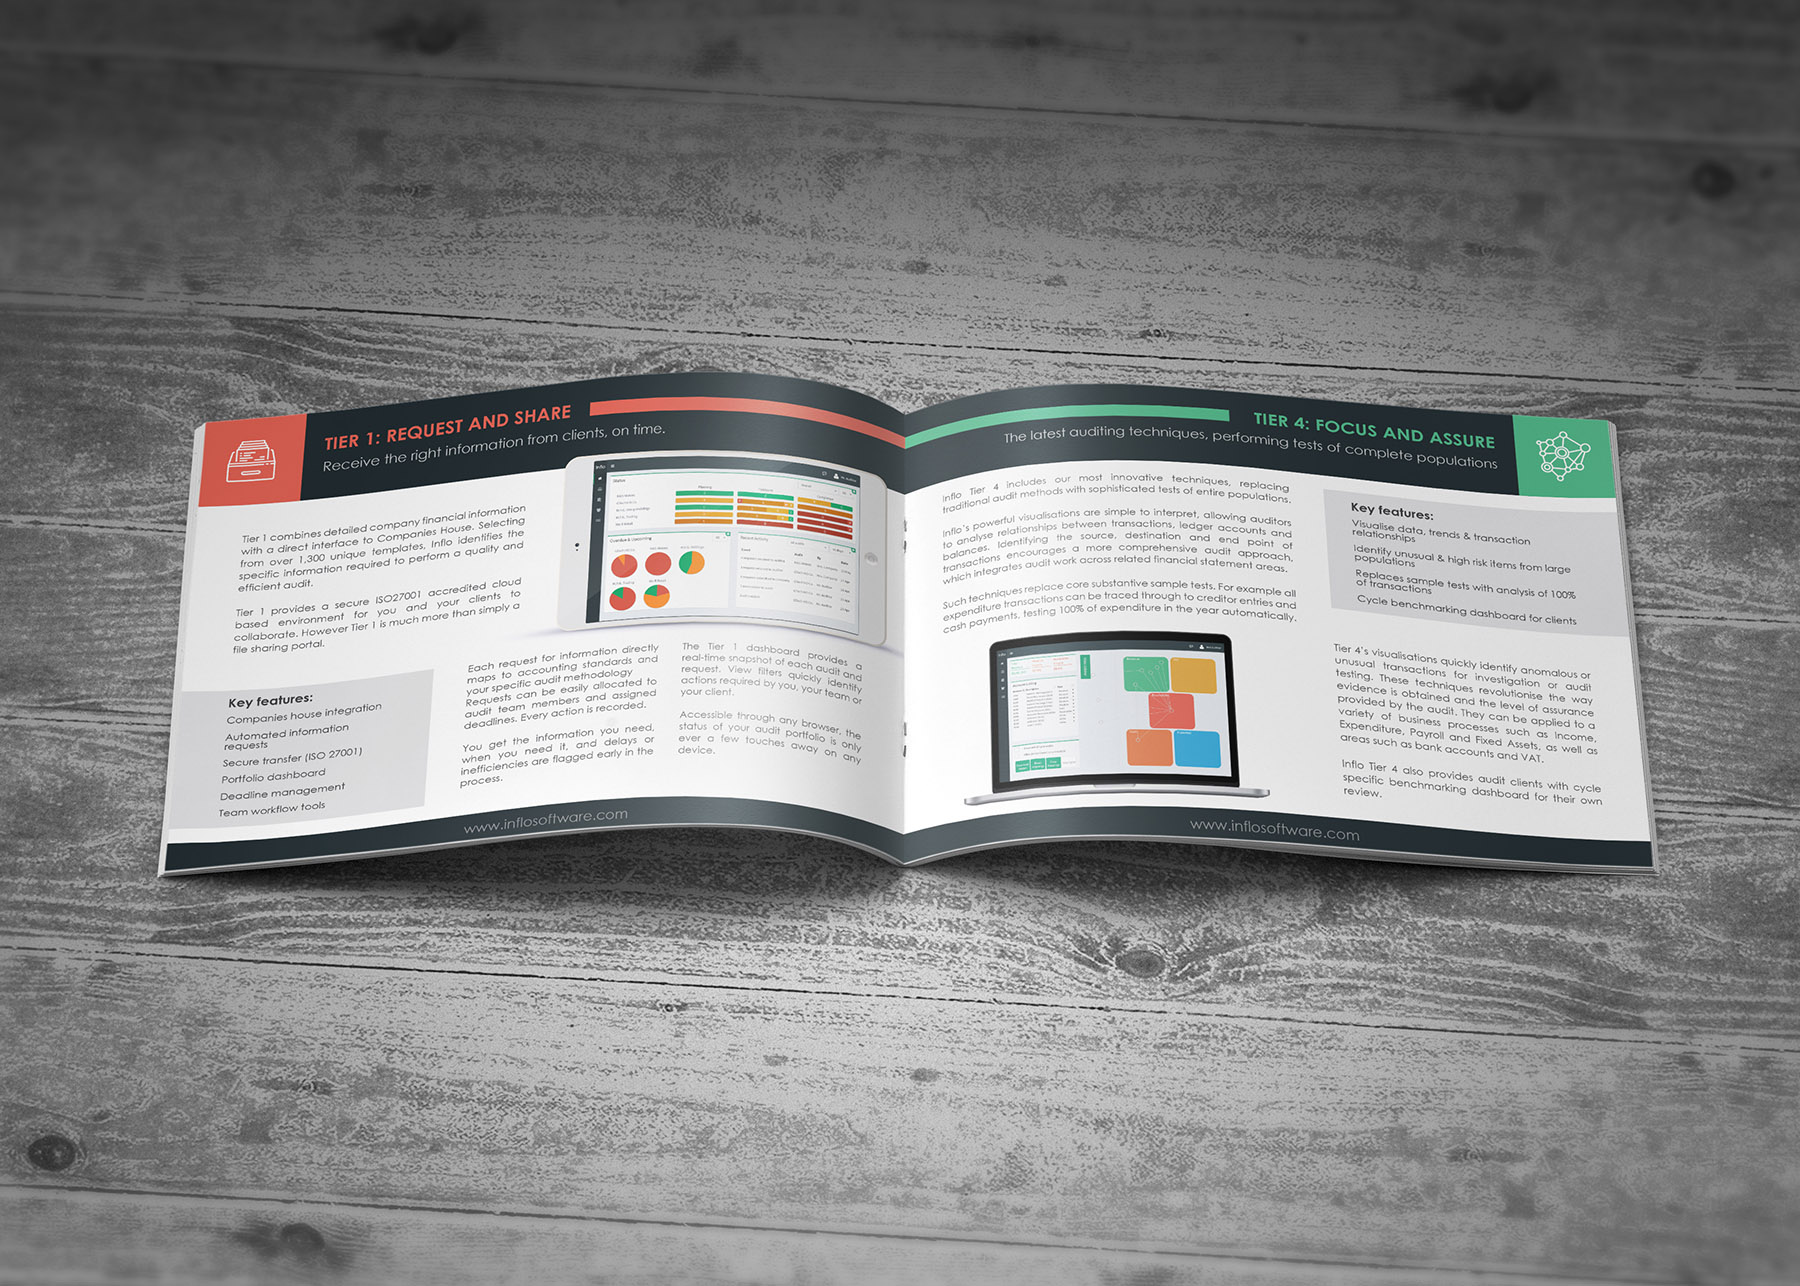 TIER 1: REQUEST AND SHARE
Receive the right information from clients, on time.
Tier 1 combines detailed company financial information
with a direct interface to Companies House. Selecting
from over 1,300 unique templates, Inflo identifies the
specific information required to perform a quality and
efficient audit.
Tier 1 provides a secure ISO27001 accredited cloud
based environment for you and your clients to
collaborate. However Tier 1 is much more than simply a
file sharing portal.
Key features:
Companies house integration
Automated information
requests
Secure transfer (ISO 27001)
Portfolio dashboard
Deadline management
Team workflow tools
Inflo
Status
Each request for information directly
maps to accounting standards and
your specific audit methodology
Requests can be easily allocated to
audit team members and assigned
deadlines. Every action is recorded.
You get the information you need,
when you need it, and delays or
inefficiencies are flagged early in the
process.
The Tier 1 dashboard provides a
real-time snapshot of each audit and
request. View filters quickly identify
actions required by you, your team or
your client.
Accessible through any browser, the
status of your audit portfolio is only
ever a few touches away on any
device.
www.inflosoftware.com
TIER 4: FOCUS AND ASSURE
The latest auditing techniques, performing tests of complete populations
Inflo Tier 4 includes our most innovative techniques, replacing
traditional audit methods with sophisticated tests of entire populations.
Inflo's powerful visualisations are simple to interpret, allowing auditors
to analyse relationships between transactions, ledger accounts and
balances. Identifying the source, destination and end point of
transactions encourages a more comprehensive audit approach,
which integrates audit work across related financial statement areas.
Such techniques replace core substantive sample tests. For example all
expenditure transactions can be traced through to creditor entries and
cash payments, testing 100% of expenditure in the year automatically.
Key features:
Visualise data, trends & transaction
relationships
Identify unusual & high risk items from large
populations
Replaces sample tests with analysis of 100%
of transactions
Cycle benchmarking dashboard for clients
Tier 4's visualisations quickly identify anomalous or
unusual transactions for investigation or audit
testing. These techniques revolutionise the way
evidence is obtained and the level of assurance
provided by the audit. They can be applied to a
variety of business processes such as Income,
Expenditure, Payroll and Fixed Assets, as well as
areas such as bank accounts and VAT.
Inflo Tier 4 also provides audit clients with cycle
specific benchmarking dashboard for their own
review.
www.inflosoftware.com